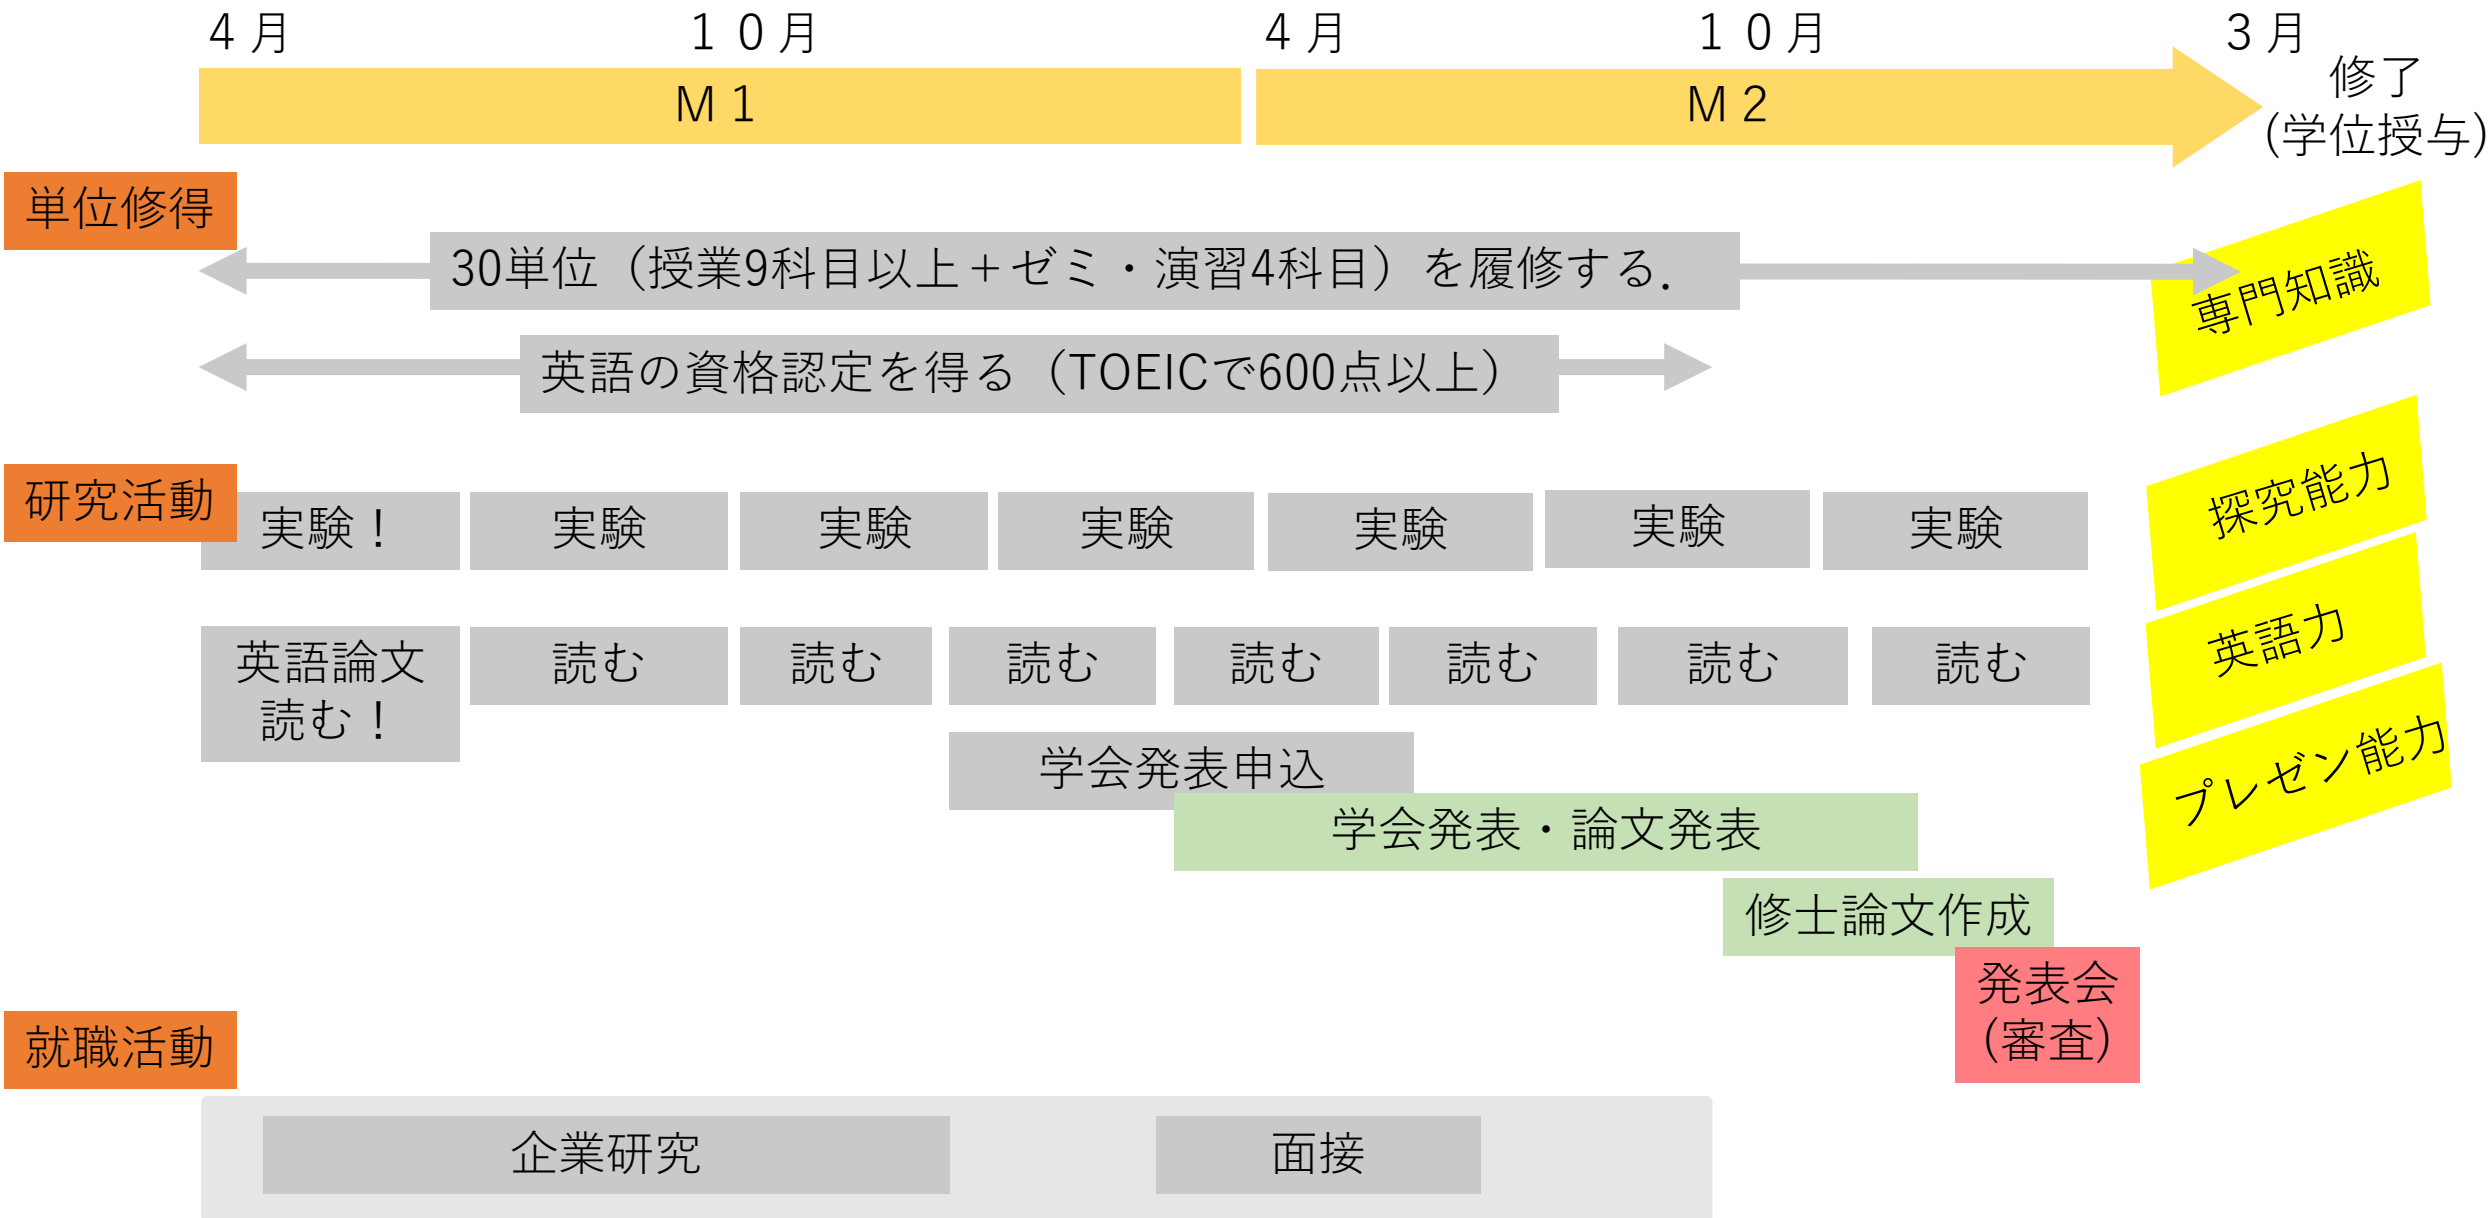 ４月
１０月
４月
１０月
３月
修了
(学位授与)
Ｍ１
Ｍ２
単位修得
30単位（授業9科目以上＋ゼミ・演習4科目）を履修する．
専門知識
英語の資格認定を得る（TOEICで600点以上）
研究活動
実験！
実験
実験
実験
実験
実験
実験
探究能力
英語論文
読む！
読む
読む
読む
読む
読む
読む
読む
英語力
学会発表申込
プレゼン能力
学会発表・論文発表
修士論文作成
発表会
(審査)
就職活動
企業研究
面接